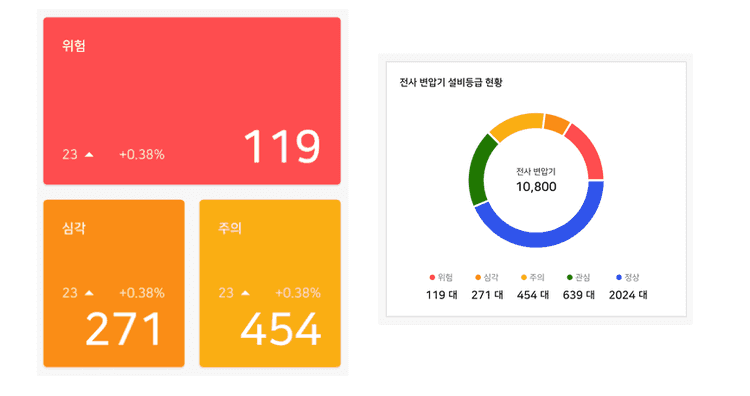 위험
23 ▲ +0.38% 119
심각
23 ▲ +0.38%
271
주의
23 ▲ +0.38%
454
전사 변압기 설비등급 현황
전사 변압기
10,800
위험 심각 주의 관심 정상
119 대 271 대 454 대 639 대 2024 대